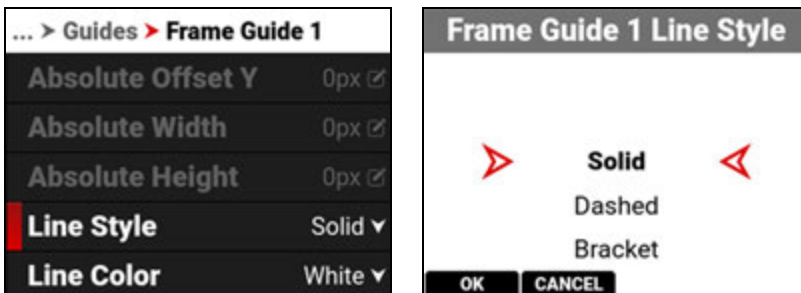 ... > Guides > Frame Guide 1
Absolute Offset Y 0px
Absolute Width 0px
Absolute Height 0px
Line Style Solid
Line Color White
Frame Guide 1 Line Style
Solid
Dashed
Bracket
OK CANCEL